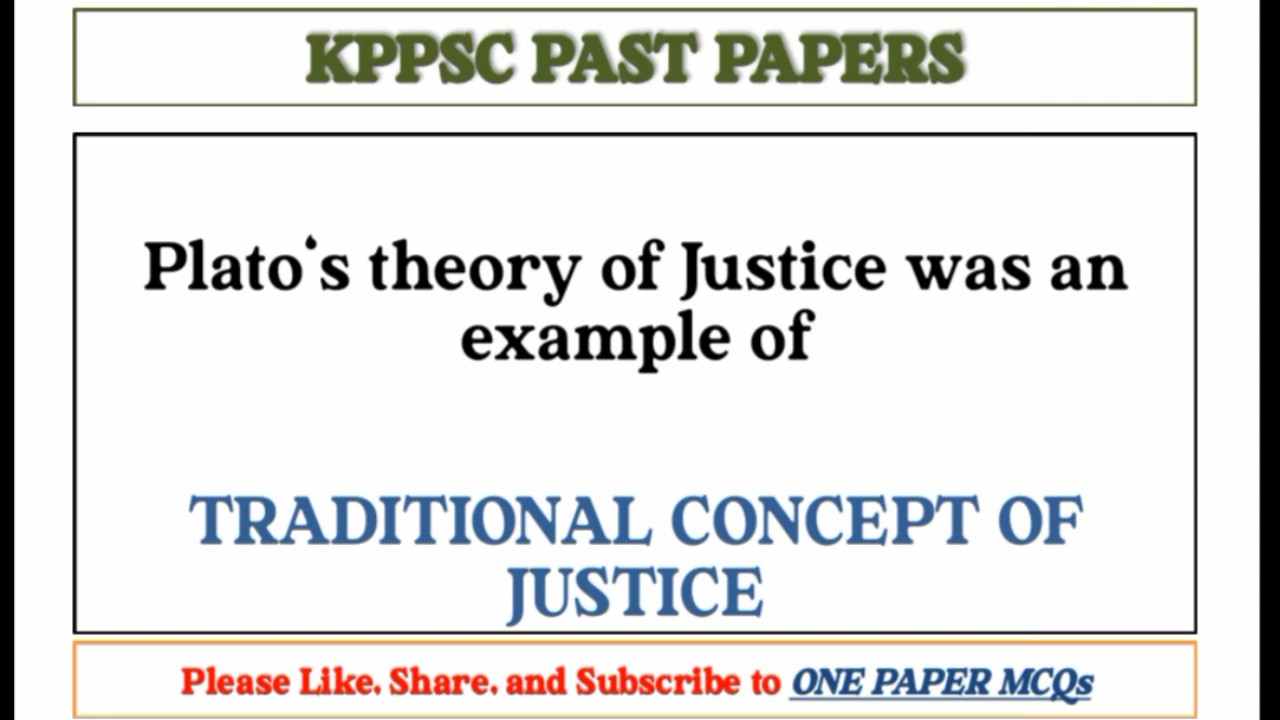 KPPSC PAST PAPERS
Plato‘s theory of Justice was an
example of
TRADITIONAL CONCEPT OF
JUSTICE
Please Like, Share, and Subscribe to ONE PAPER MCQs